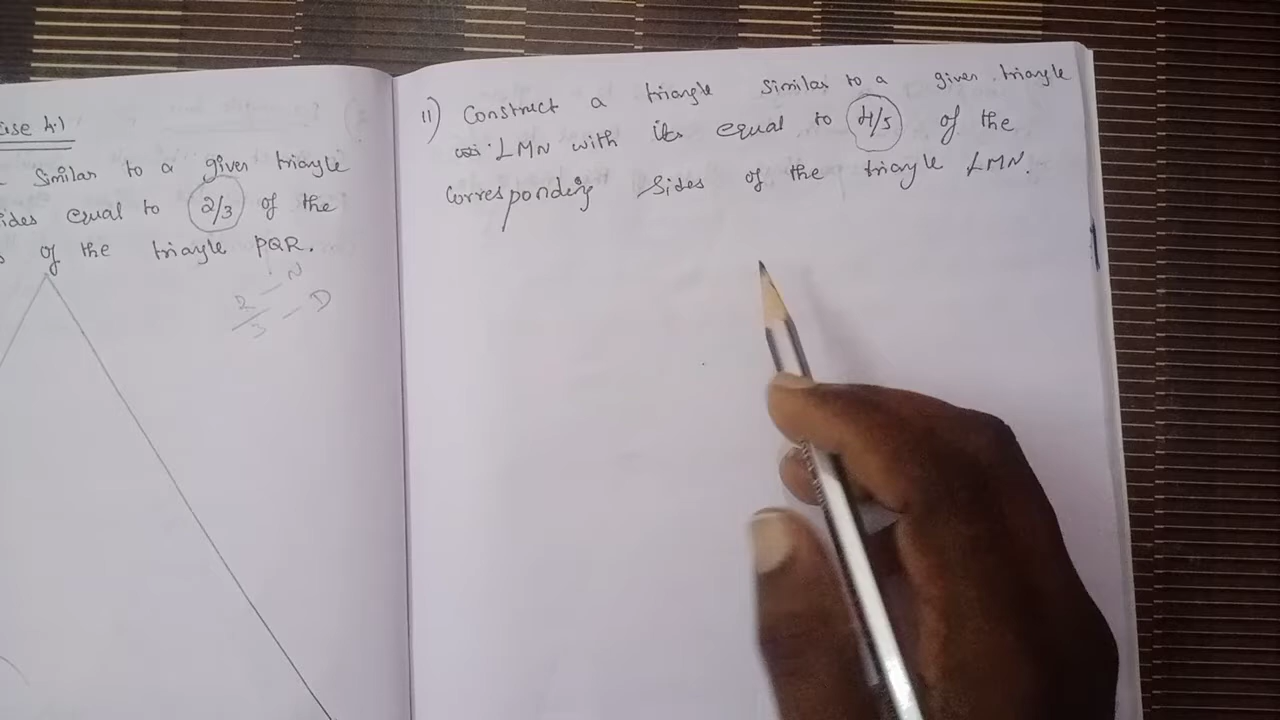 ise 4.1
Similar to a given triangle
ides equal to 2/3 of the
of the triangle PQR.
2 — N
3 — D
11) Construct a triangle similar to a given triangle
LMN with its equal to 4/5 of the
corresponding sides of the triangle LMN.